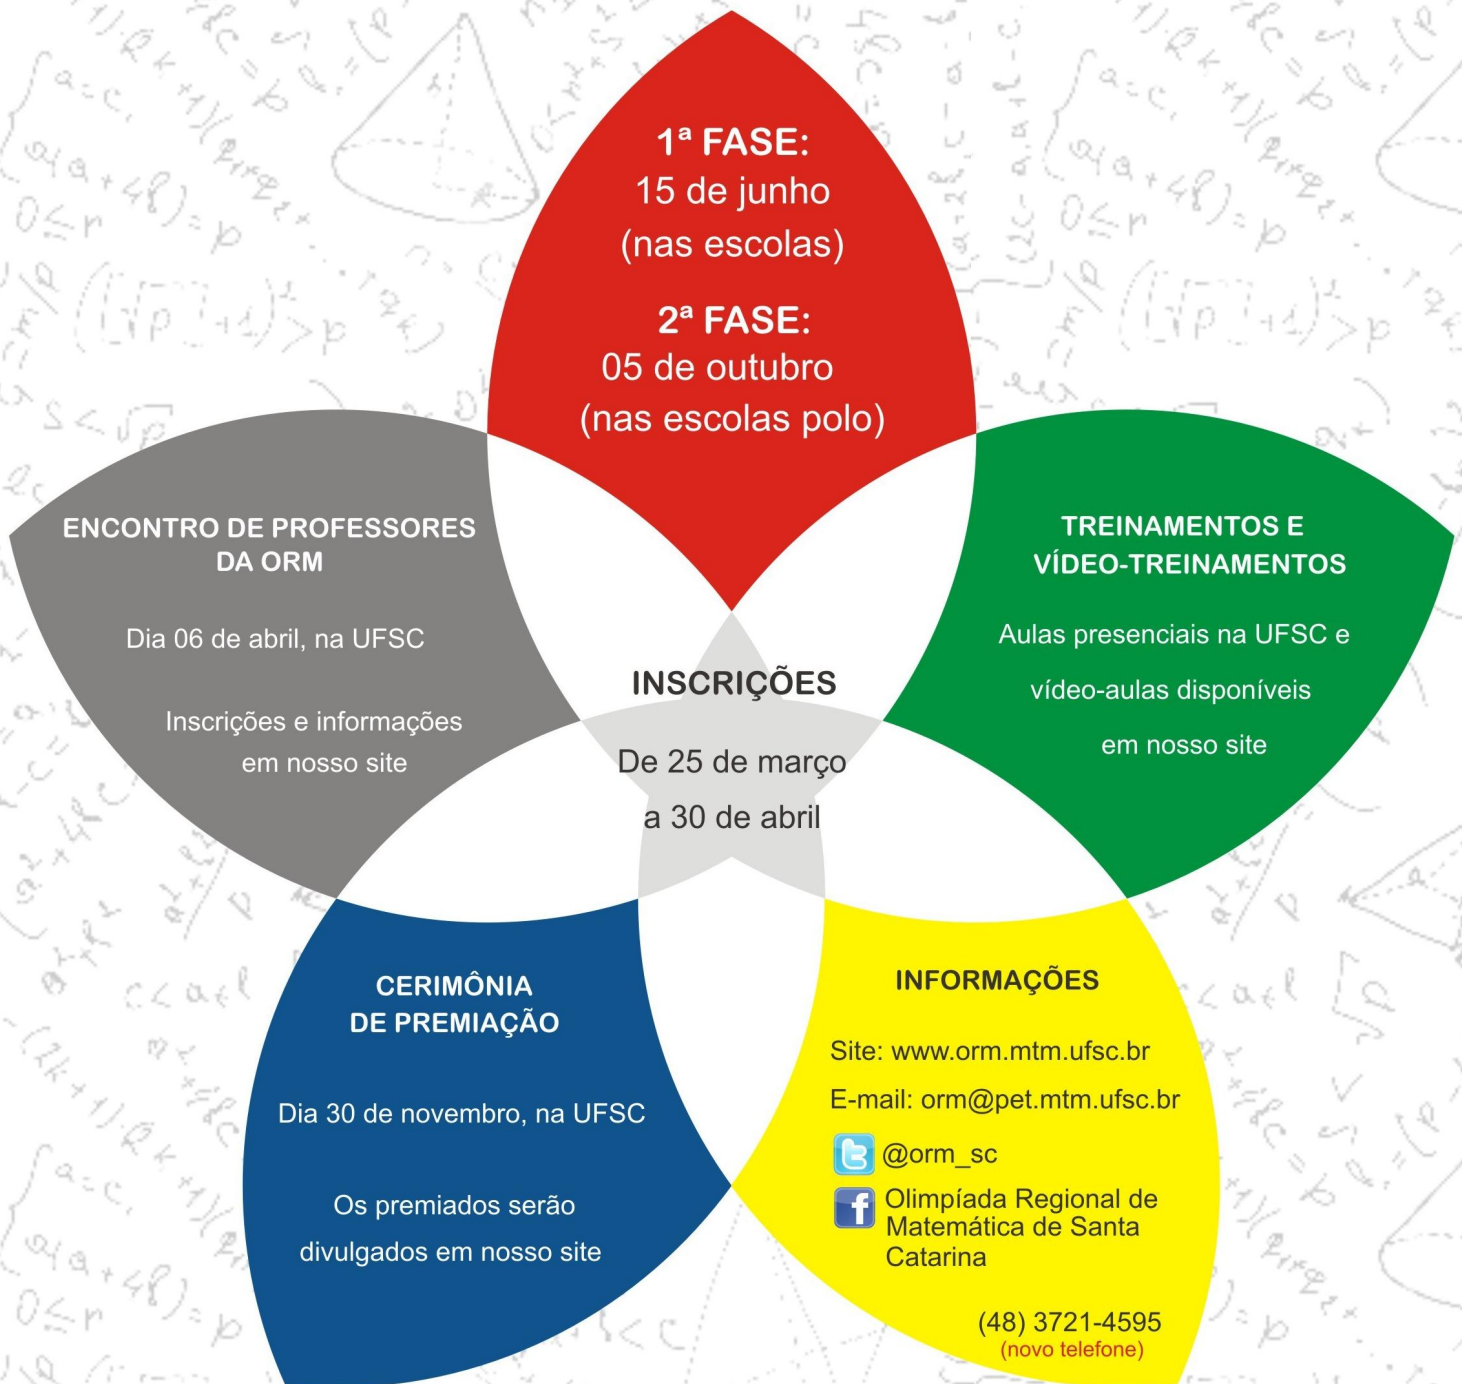 1ª FASE:
15 de junho
(nas escolas)
2ª FASE:
05 de outubro
(nas escolas polo)
ENCONTRO DE PROFESSORES
DA ORM
Dia 06 de abril, na UFSC
Inscrições e informações
em nosso site
TREINAMENTOS E
VÍDEO-TREINAMENTOS
Aulas presenciais na UFSC e
vídeo-aulas disponíveis
em nosso site
INSCRIÇÕES
De 25 de março
a 30 de abril
CERIMÔNIA
DE PREMIAÇÃO
Dia 30 de novembro, na UFSC
Os premiados serão
divulgados em nosso site
INFORMAÇÕES
Site: www.orm.mtm.ufsc.br
E-mail: orm@pet.mtm.ufsc.br
@orm_sc
Olimpíada Regional de
Matemática de Santa
Catarina
(48) 3721-4595
(novo telefone)